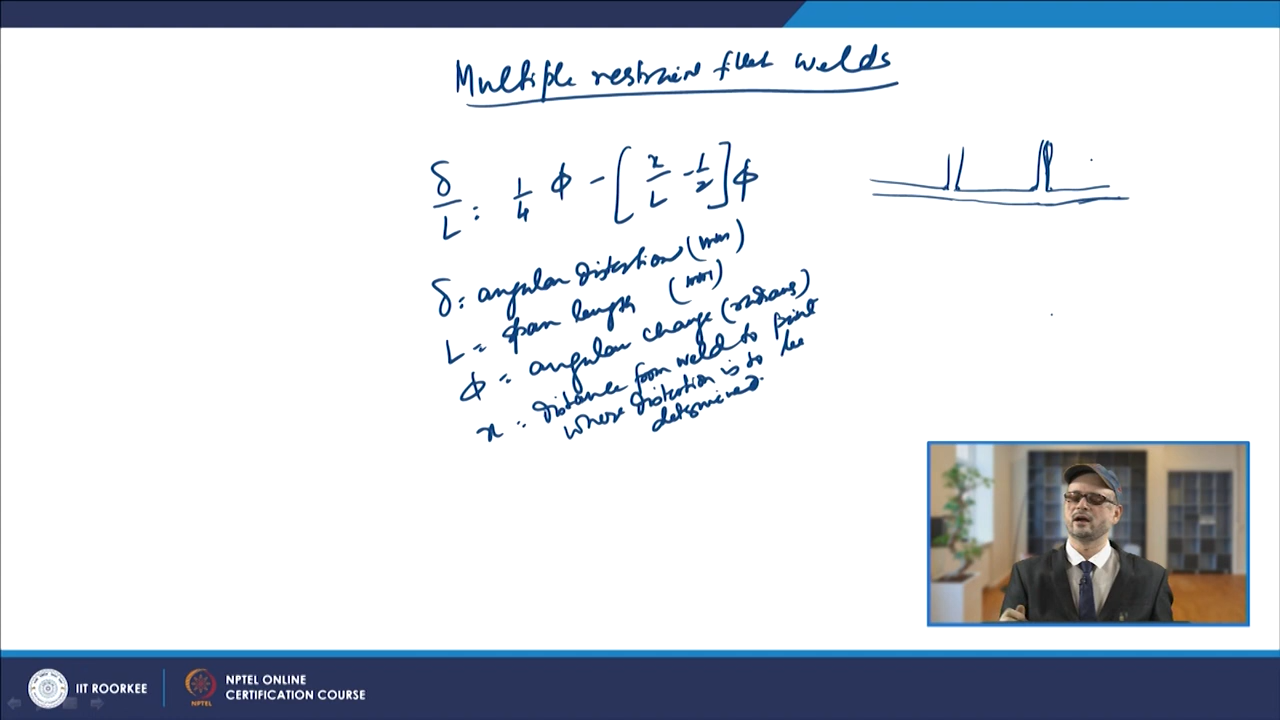 Multiple restrain fillet welds
δ/L = 1/4 ϕ - [x/L - 1/2] ϕ
δ = angular distortion (mm)
L = span length (mm)
ϕ = angular change (radians)
x = distance from weld to point
where distortion is to be
determined.
IIT ROORKEE
NPTEL ONLINE
CERTIFICATION COURSE
NPTEL